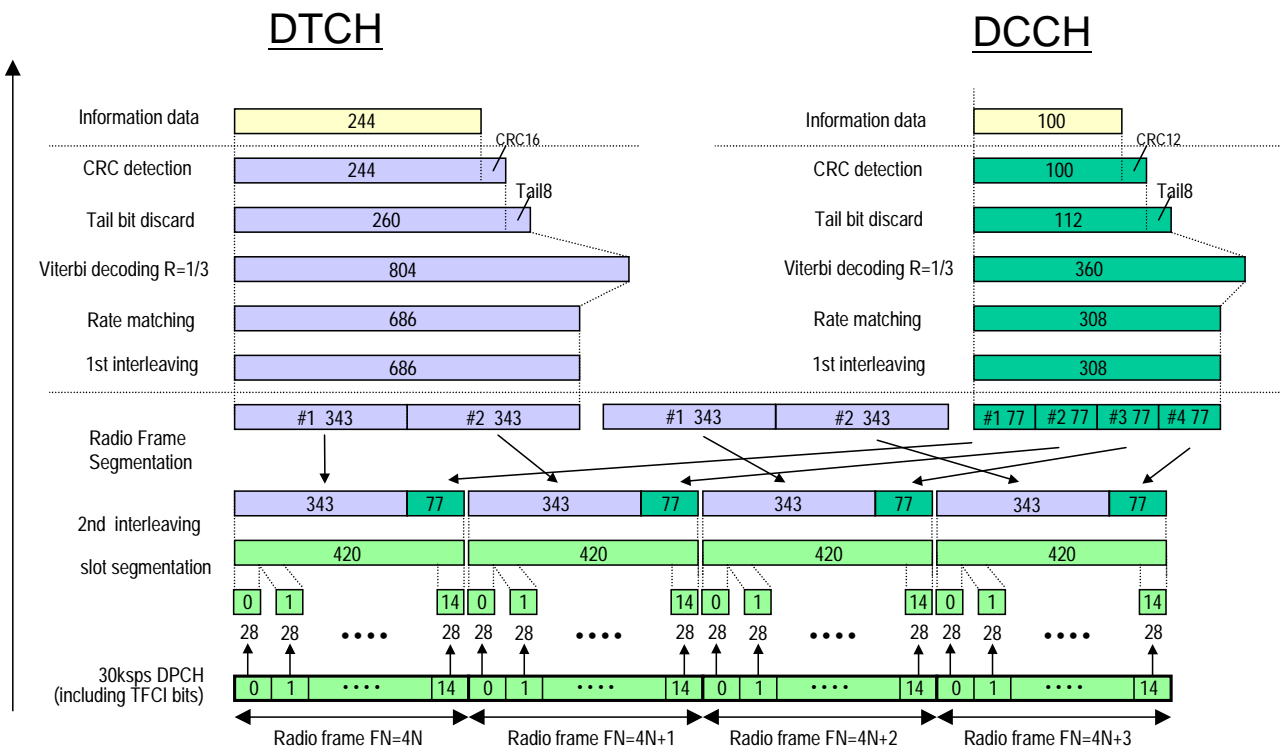 DTCH DCCH
Information data 244 Information data 100
CRC16 CRC12
CRC detection 244 CRC detection 100
Tail8 Tail8
Tail bit discard 260 Tail bit discard 112
Viterbi decoding R=1/3 804 Viterbi decoding R=1/3 360
Rate matching 686 Rate matching 308
1st interleaving 686 1st interleaving 308
#1 343 #2 343 #1 343 #2 343 #1 77 #2 77 #3 77 #4 77
Radio Frame
Segmentation
343 77 343 77 343 77 343 77
2nd interleaving
420 420 420 420
slot segmentation
0 1 14 0 1 14 0 1 14 0 1 14
28 28 •••• 28 28 28 •••• 28 28 28 •••• 28 28 28 •••• 28
30ksps DPCH
(including TFCI bits)
0 1 •••• 14 0 1 •••• 14 0 1 •••• 14 0 1 •••• 14
Radio frame FN=4N Radio frame FN=4N+1 Radio frame FN=4N+2 Radio frame FN=4N+3